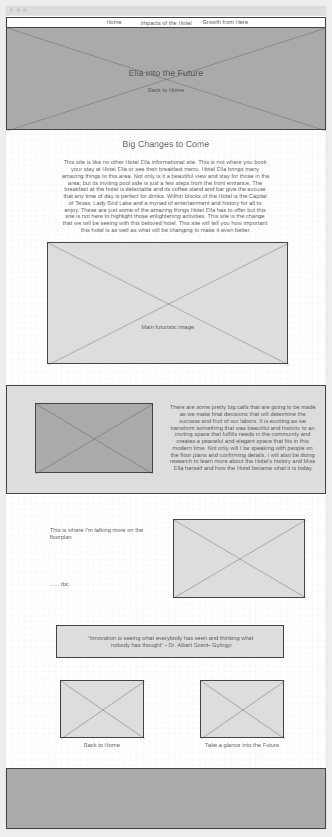 Home Impacts of the Hotel Growth from Here
Ella into the Future
Back to Home
Big Changes to Come
This site is like no other Hotel Ella informational site. This is not where you book
your stay at Hotel Ella or see their breakfast menu. Hotel Ella brings many
amazing things to this area. Not only is it a beautiful view and stay for those in the
area; but its inviting pool side is just a few steps from the front entrance. The
breakfast at the hotel is delectable and its coffee stand and bar give the excuse
that any time of day is perfect for drinks. Within blocks of the Hotel is the Capital
of Texas, Lady Bird Lake and a myriad of entertainment and history for all to
enjoy. These are just some of the amazing things Hotel Ella has to offer but this
site is not here to highlight those enlightening activities. This site is the change
that we will be seeing with this beloved hotel. This site will tell you how important
this hotel is as well as what will be changing to make it even better.
Main futuristic image
There are some pretty big calls that are going to be made
as we make final decisions that will determine the
success and fruit of our labors. It is exciting as we
transform something that was beautiful and historic to an
inviting space that fulfills needs in the community and
creates a peaceful and elegant space that fits in this
modern time. Not only will I be speaking with people on
the floor plans and confirming details, I will also be doing
research to learn more about the Hotel's history and Miss
Ella herself and how the Hotel became what it is today.
This is where I'm talking more on the
floorplan
...... tbc
"Innovation is seeing what everybody has seen and thinking what
nobody has thought" - Dr. Albert Szent- Györgyi
Back to Home
Take a glance into the Future